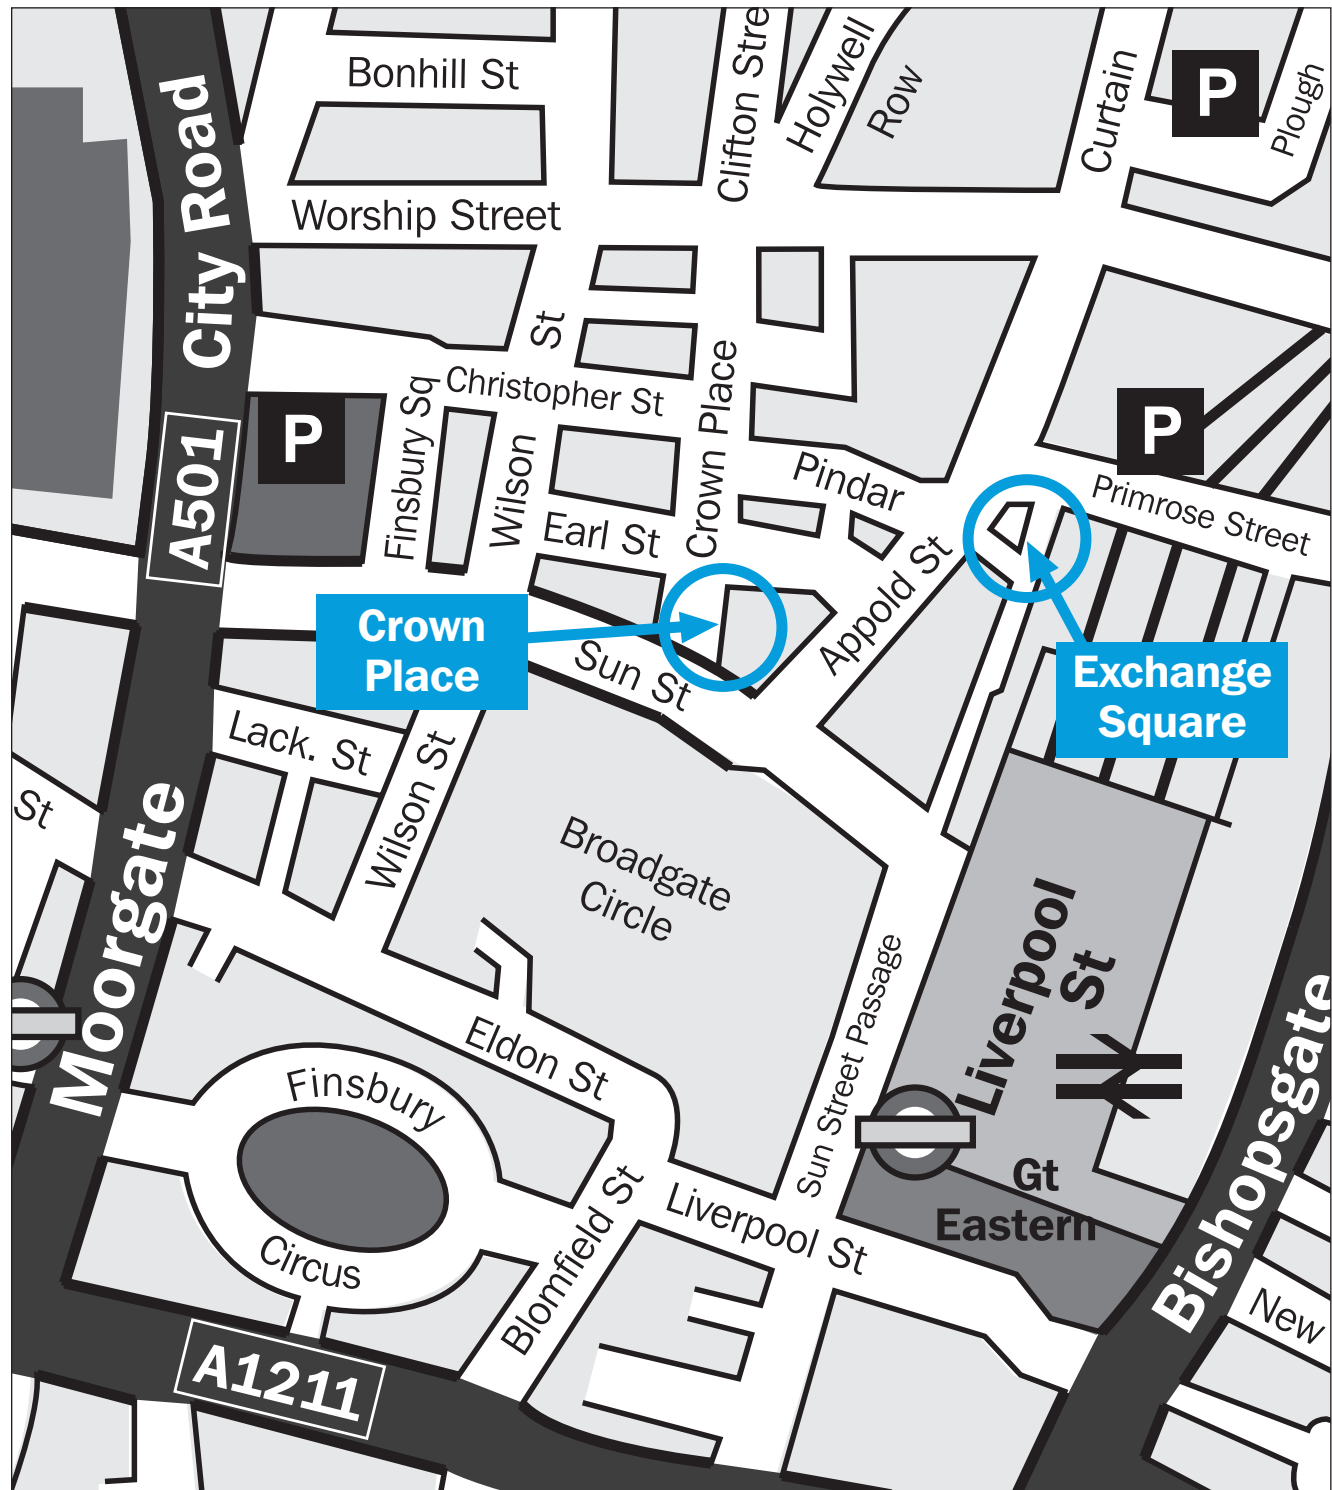 Bonhill St
Clifton Stre
Holywell
Row
Curtain
P
Plough
City Road
Worship Street
St
Christopher St
Crown Place
Finsbury Sq
P
A501
Wilson
Earl St
Pindar
P
Primrose Street
Appold St
Crown
Place
Sun St
Exchange
Square
Lack. St
Wilson St
St
Moorgate
Broadgate
Circle
Sun Street Passage
Liverpool
St
Eldon St
Finsbury
Circus
Gt
Eastern
Bishopsgate
Liverpool St
Blomfield St
New
A1211